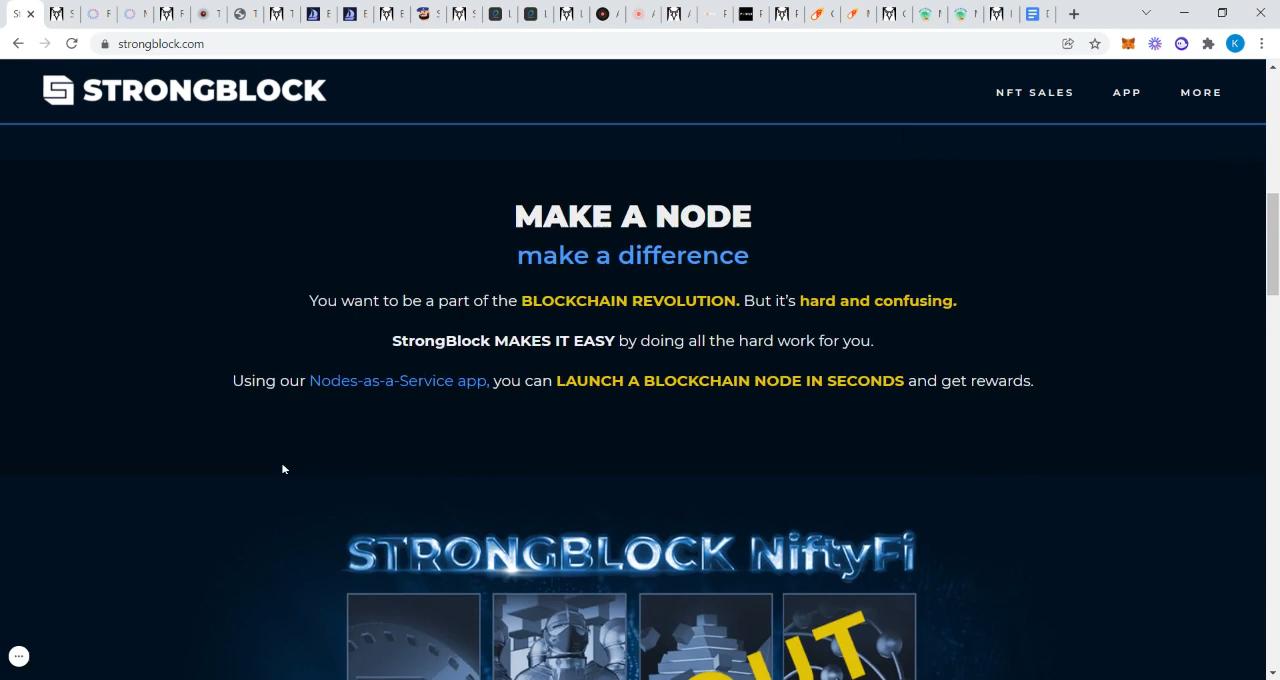 strongblock.com
K
STRONGBLOCK
NFT SALES
APP
MORE
MAKE A NODE
make a difference
You want to be a part of the BLOCKCHAIN REVOLUTION. But it's hard and confusing.
StrongBlock MAKES IT EASY by doing all the hard work for you.
Using our Nodes-as-a-Service app, you can LAUNCH A BLOCKCHAIN NODE IN SECONDS and get rewards.
STRONGBLOCK NiftyFi
OUT